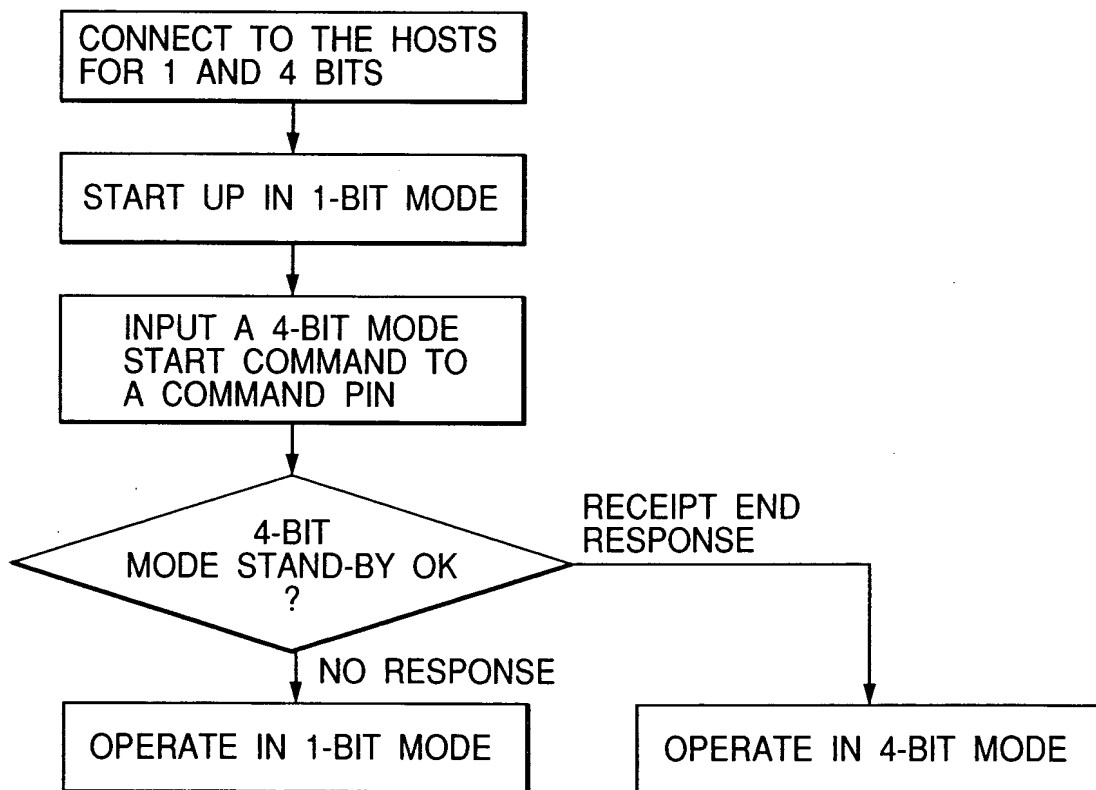 CONNECT TO THE HOSTS
FOR 1 AND 4 BITS
START UP IN 1-BIT MODE
INPUT A 4-BIT MODE
START COMMAND TO
A COMMAND PIN
4-BIT
MODE STAND-BY OK
?
RECEIPT END
RESPONSE
NO RESPONSE
OPERATE IN 1-BIT MODE
OPERATE IN 4-BIT MODE